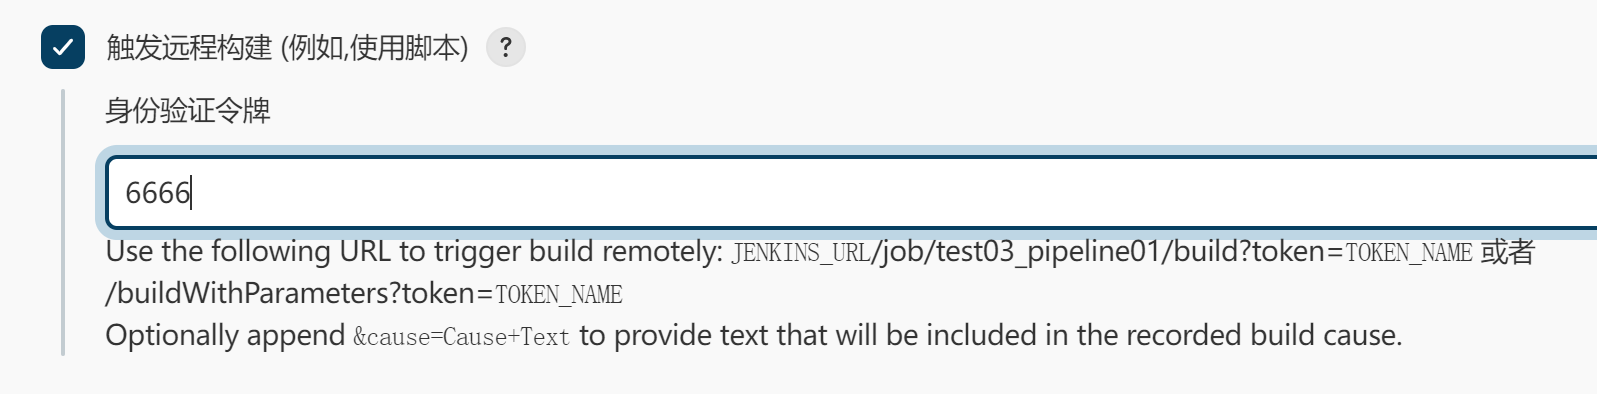 触发远程构建 (例如,使用脚本) ?
身份验证令牌
6666
Use the following URL to trigger build remotely: JENKINS_URL/job/test03_pipeline01/build?token=TOKEN_NAME 或者
/buildWithParameters?token=TOKEN_NAME
Optionally append &cause=Cause+Text to provide text that will be included in the recorded build cause.